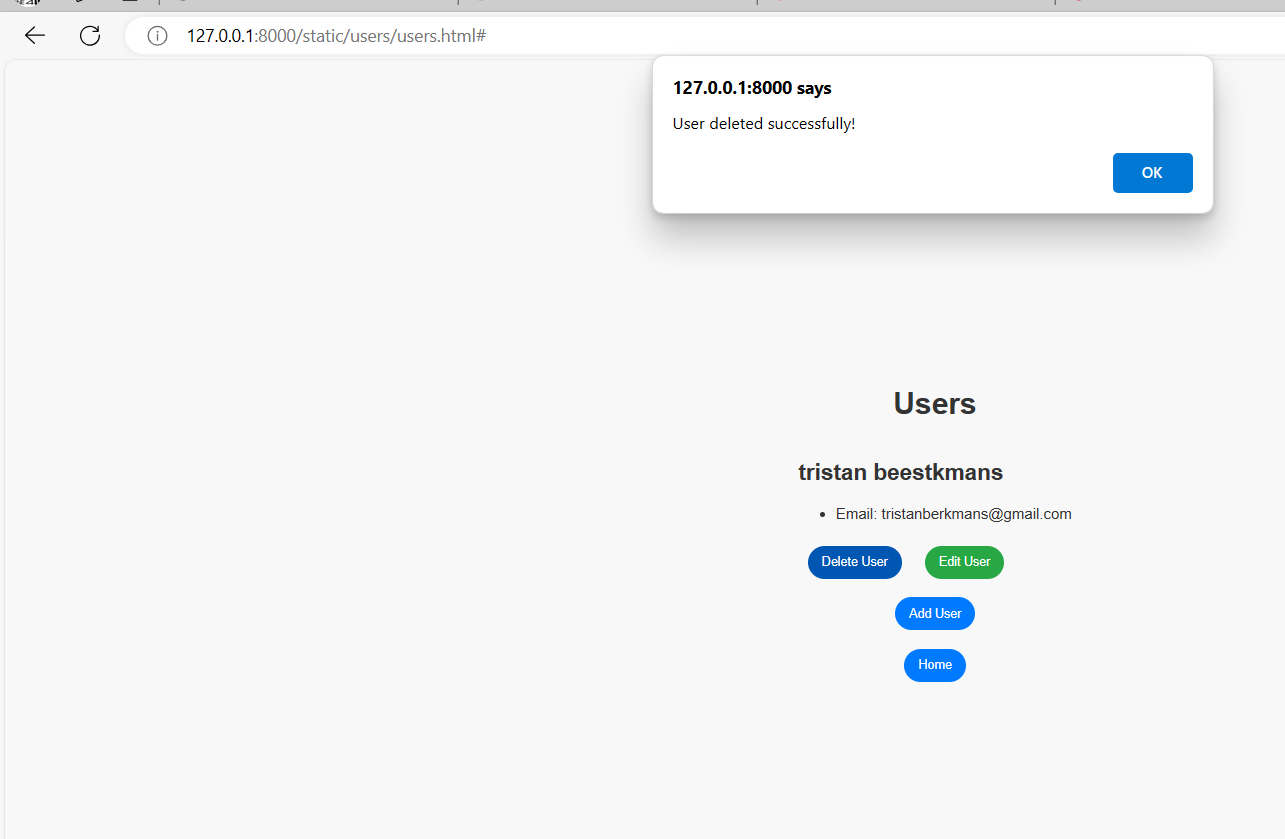 127.0.0.1:8000/static/users/users.html#
127.0.0.1:8000 says
User deleted successfully!
OK
Users
tristan beestkmans
• Email: tristanberkmans@gmail.com
Delete User Edit User
Add User
Home